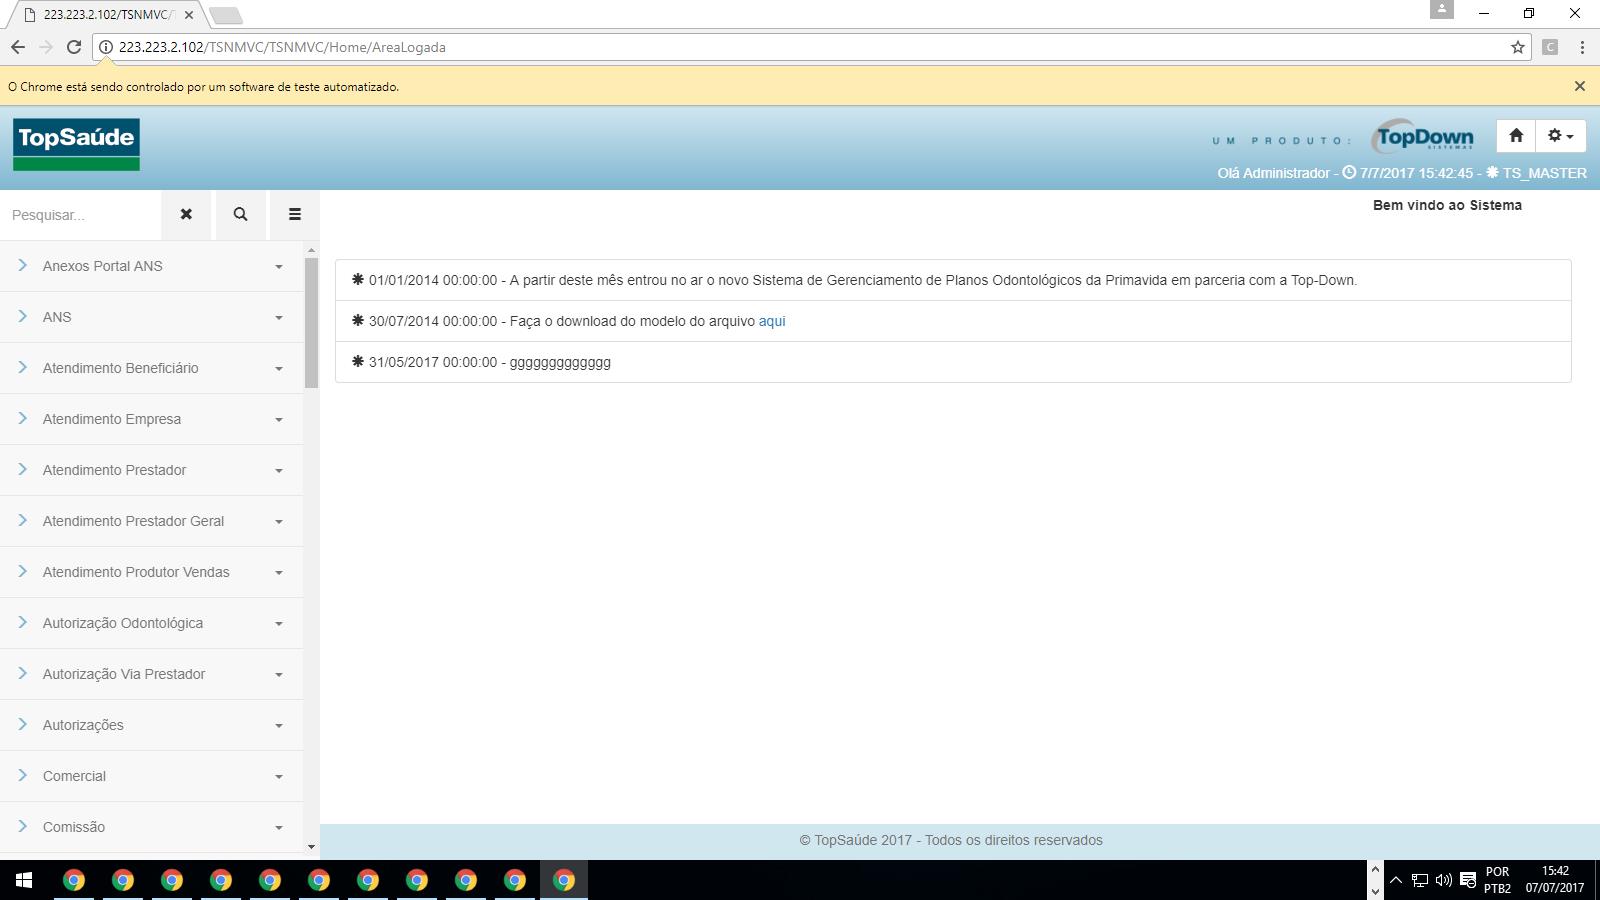 223.223.2.102/TSNMVC/T
223.223.2.102/TSNMVC/TSNMVC/Home/AreaLogada
C
O Chrome está sendo controlado por um software de teste automatizado.
TopSaúde
UM PRODUTO:
TopDown
SISTEMAS
Olá Administrador - 7/7/2017 15:42:45 - TS_MASTER
Pesquisar...
Bem vindo ao Sistema
01/01/2014 00:00:00 - A partir deste mês entrou no ar o novo Sistema de Gerenciamento de Planos Odontológicos da Primavida em parceria com a Top-Down.
30/07/2014 00:00:00 - Faça o download do modelo do arquivo aqui
31/05/2017 00:00:00 - ggggggggggggg
Anexos Portal ANS
ANS
Atendimento Beneficiário
Atendimento Empresa
Atendimento Prestador
Atendimento Prestador Geral
Atendimento Produtor Vendas
Autorização Odontológica
Autorização Via Prestador
Autorizações
Comercial
Comissão
© TopSaúde 2017 - Todos os direitos reservados
POR
PTB2
15:42
07/07/2017